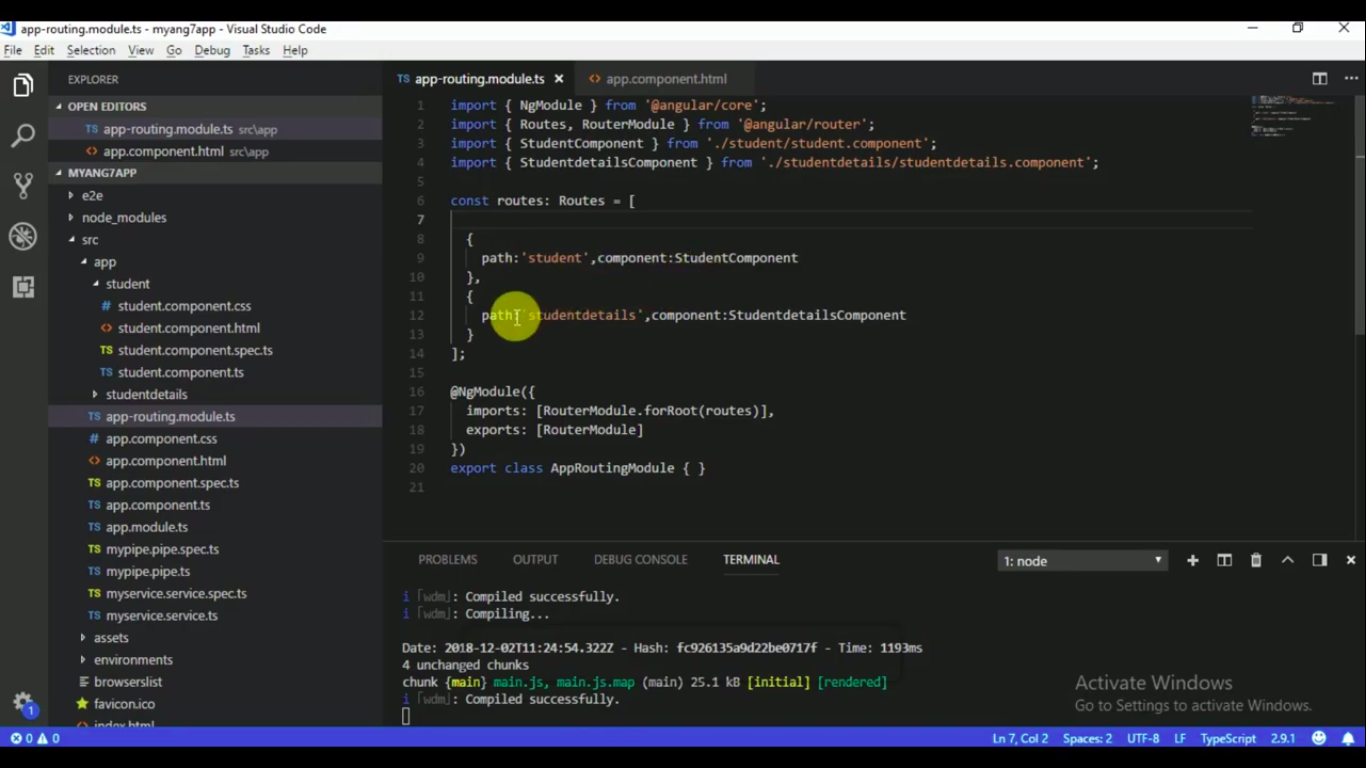 app-routing.module.ts - myang7app - Visual Studio Code
File Edit Selection View Go Debug Tasks Help
EXPLORER
OPEN EDITORS
TS app-routing.module.ts src\app
<> app.component.html src\app
MYANG7APP
e2e
node_modules
src
app
student
# student.component.css
<> student.component.html
TS student.component.spec.ts
TS student.component.ts
studentdetails
TS app-routing.module.ts
# app.component.css
<> app.component.html
TS app.component.spec.ts
TS app.component.ts
TS app.module.ts
TS mypipe.pipe.spec.ts
TS mypipe.pipe.ts
TS myservice.service.spec.ts
TS myservice.service.ts
assets
environments
browserslist
favicon.ico
index.html
1
TS app-routing.module.ts × <> app.component.html
1 import { NgModule } from '@angular/core';
2 import { Routes, RouterModule } from '@angular/router';
3 import { StudentComponent } from './student/student.component';
4 import { StudentdetailsComponent } from './studentdetails/studentdetails.component';
5
6 const routes: Routes = [
7
8 {
9 path:'student',component:StudentComponent
10 },
11 {
12 path:'studentdetails',component:StudentdetailsComponent
13 }
14 ];
15
16 @NgModule({
17 imports: [RouterModule.forRoot(routes)],
18 exports: [RouterModule]
19 })
20 export class AppRoutingModule { }
21
PROBLEMS OUTPUT DEBUG CONSOLE TERMINAL 1: node
i ｢wdm｣: Compiled successfully.
i ｢wdm｣: Compiling...
Date: 2018-12-02T11:24:54.322Z - Hash: fc926135a9d22be0717f - Time: 1193ms
4 unchanged chunks
chunk {main} main.js, main.js.map (main) 25.1 kB [initial] [rendered]
i ｢wdm｣: Compiled successfully.
Activate Windows
Go to Settings to activate Windows.
0 0 Ln 7, Col 2 Spaces: 2 UTF-8 LF TypeScript 2.9.1